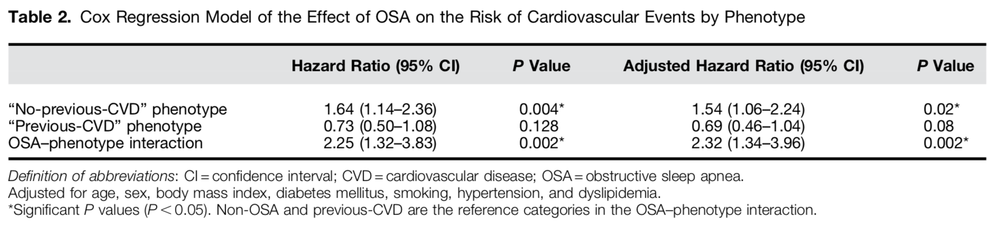 Table 2. Cox Regression Model of the Effect of OSA on the Risk of Cardiovascular Events by Phenotype
Hazard Ratio (95% CI) P Value Adjusted Hazard Ratio (95% CI) P Value
“No-previous-CVD” phenotype 1.64 (1.14–2.36) 0.004* 1.54 (1.06–2.24) 0.02*
“Previous-CVD” phenotype 0.73 (0.50–1.08) 0.128 0.69 (0.46–1.04) 0.08
OSA–phenotype interaction 2.25 (1.32–3.83) 0.002* 2.32 (1.34–3.96) 0.002*
Definition of abbreviations: CI = confidence interval; CVD = cardiovascular disease; OSA = obstructive sleep apnea.
Adjusted for age, sex, body mass index, diabetes mellitus, smoking, hypertension, and dyslipidemia.
*Significant P values (P < 0.05). Non-OSA and previous-CVD are the reference categories in the OSA–phenotype interaction.